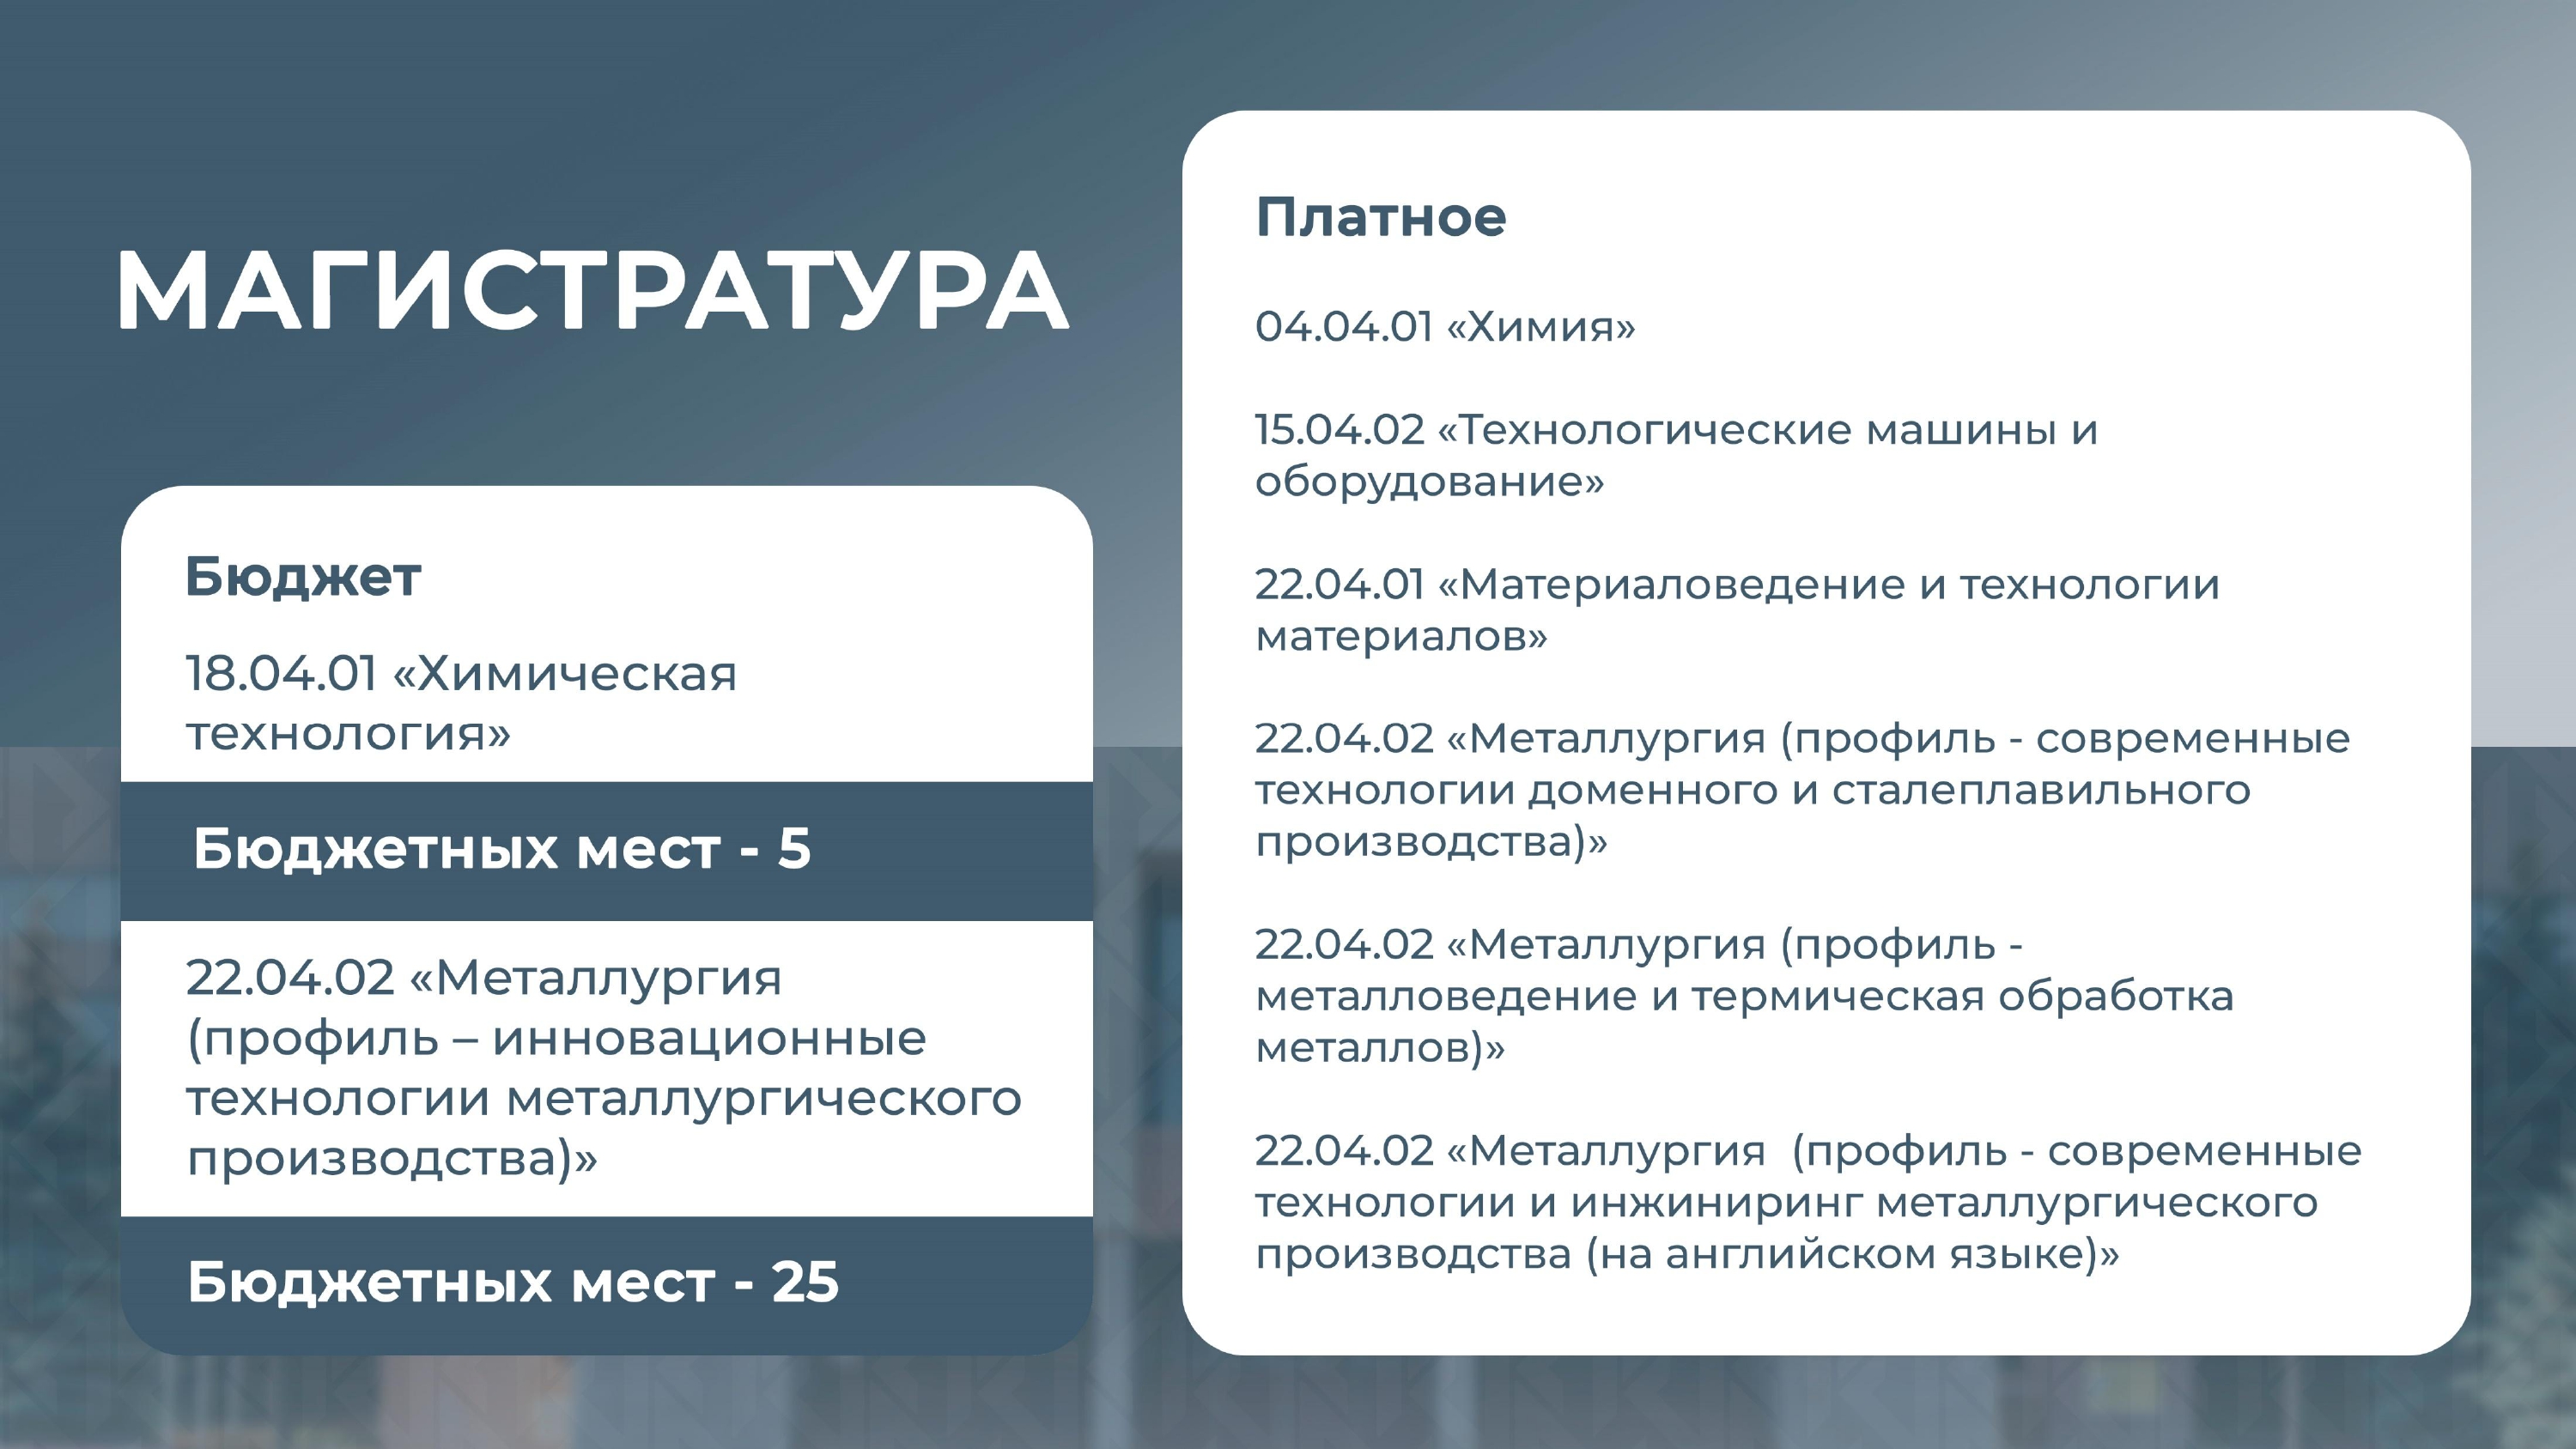 МАГИСТРАТУРА
Бюджет
18.04.01 «Химическая
технология»
Бюджетных мест - 5
22.04.02 «Металлургия
(профиль – инновационные
технологии металлургического
производства)»
Бюджетных мест - 25
Платное
04.04.01 «Химия»
15.04.02 «Технологические машины и
оборудование»
22.04.01 «Материаловедение и технологии
материалов»
22.04.02 «Металлургия (профиль - современные
технологии доменного и сталеплавильного
производства)»
22.04.02 «Металлургия (профиль -
металловедение и термическая обработка
металлов)»
22.04.02 «Металлургия  (профиль - современные
технологии и инжиниринг металлургического
производства (на английском языке)»